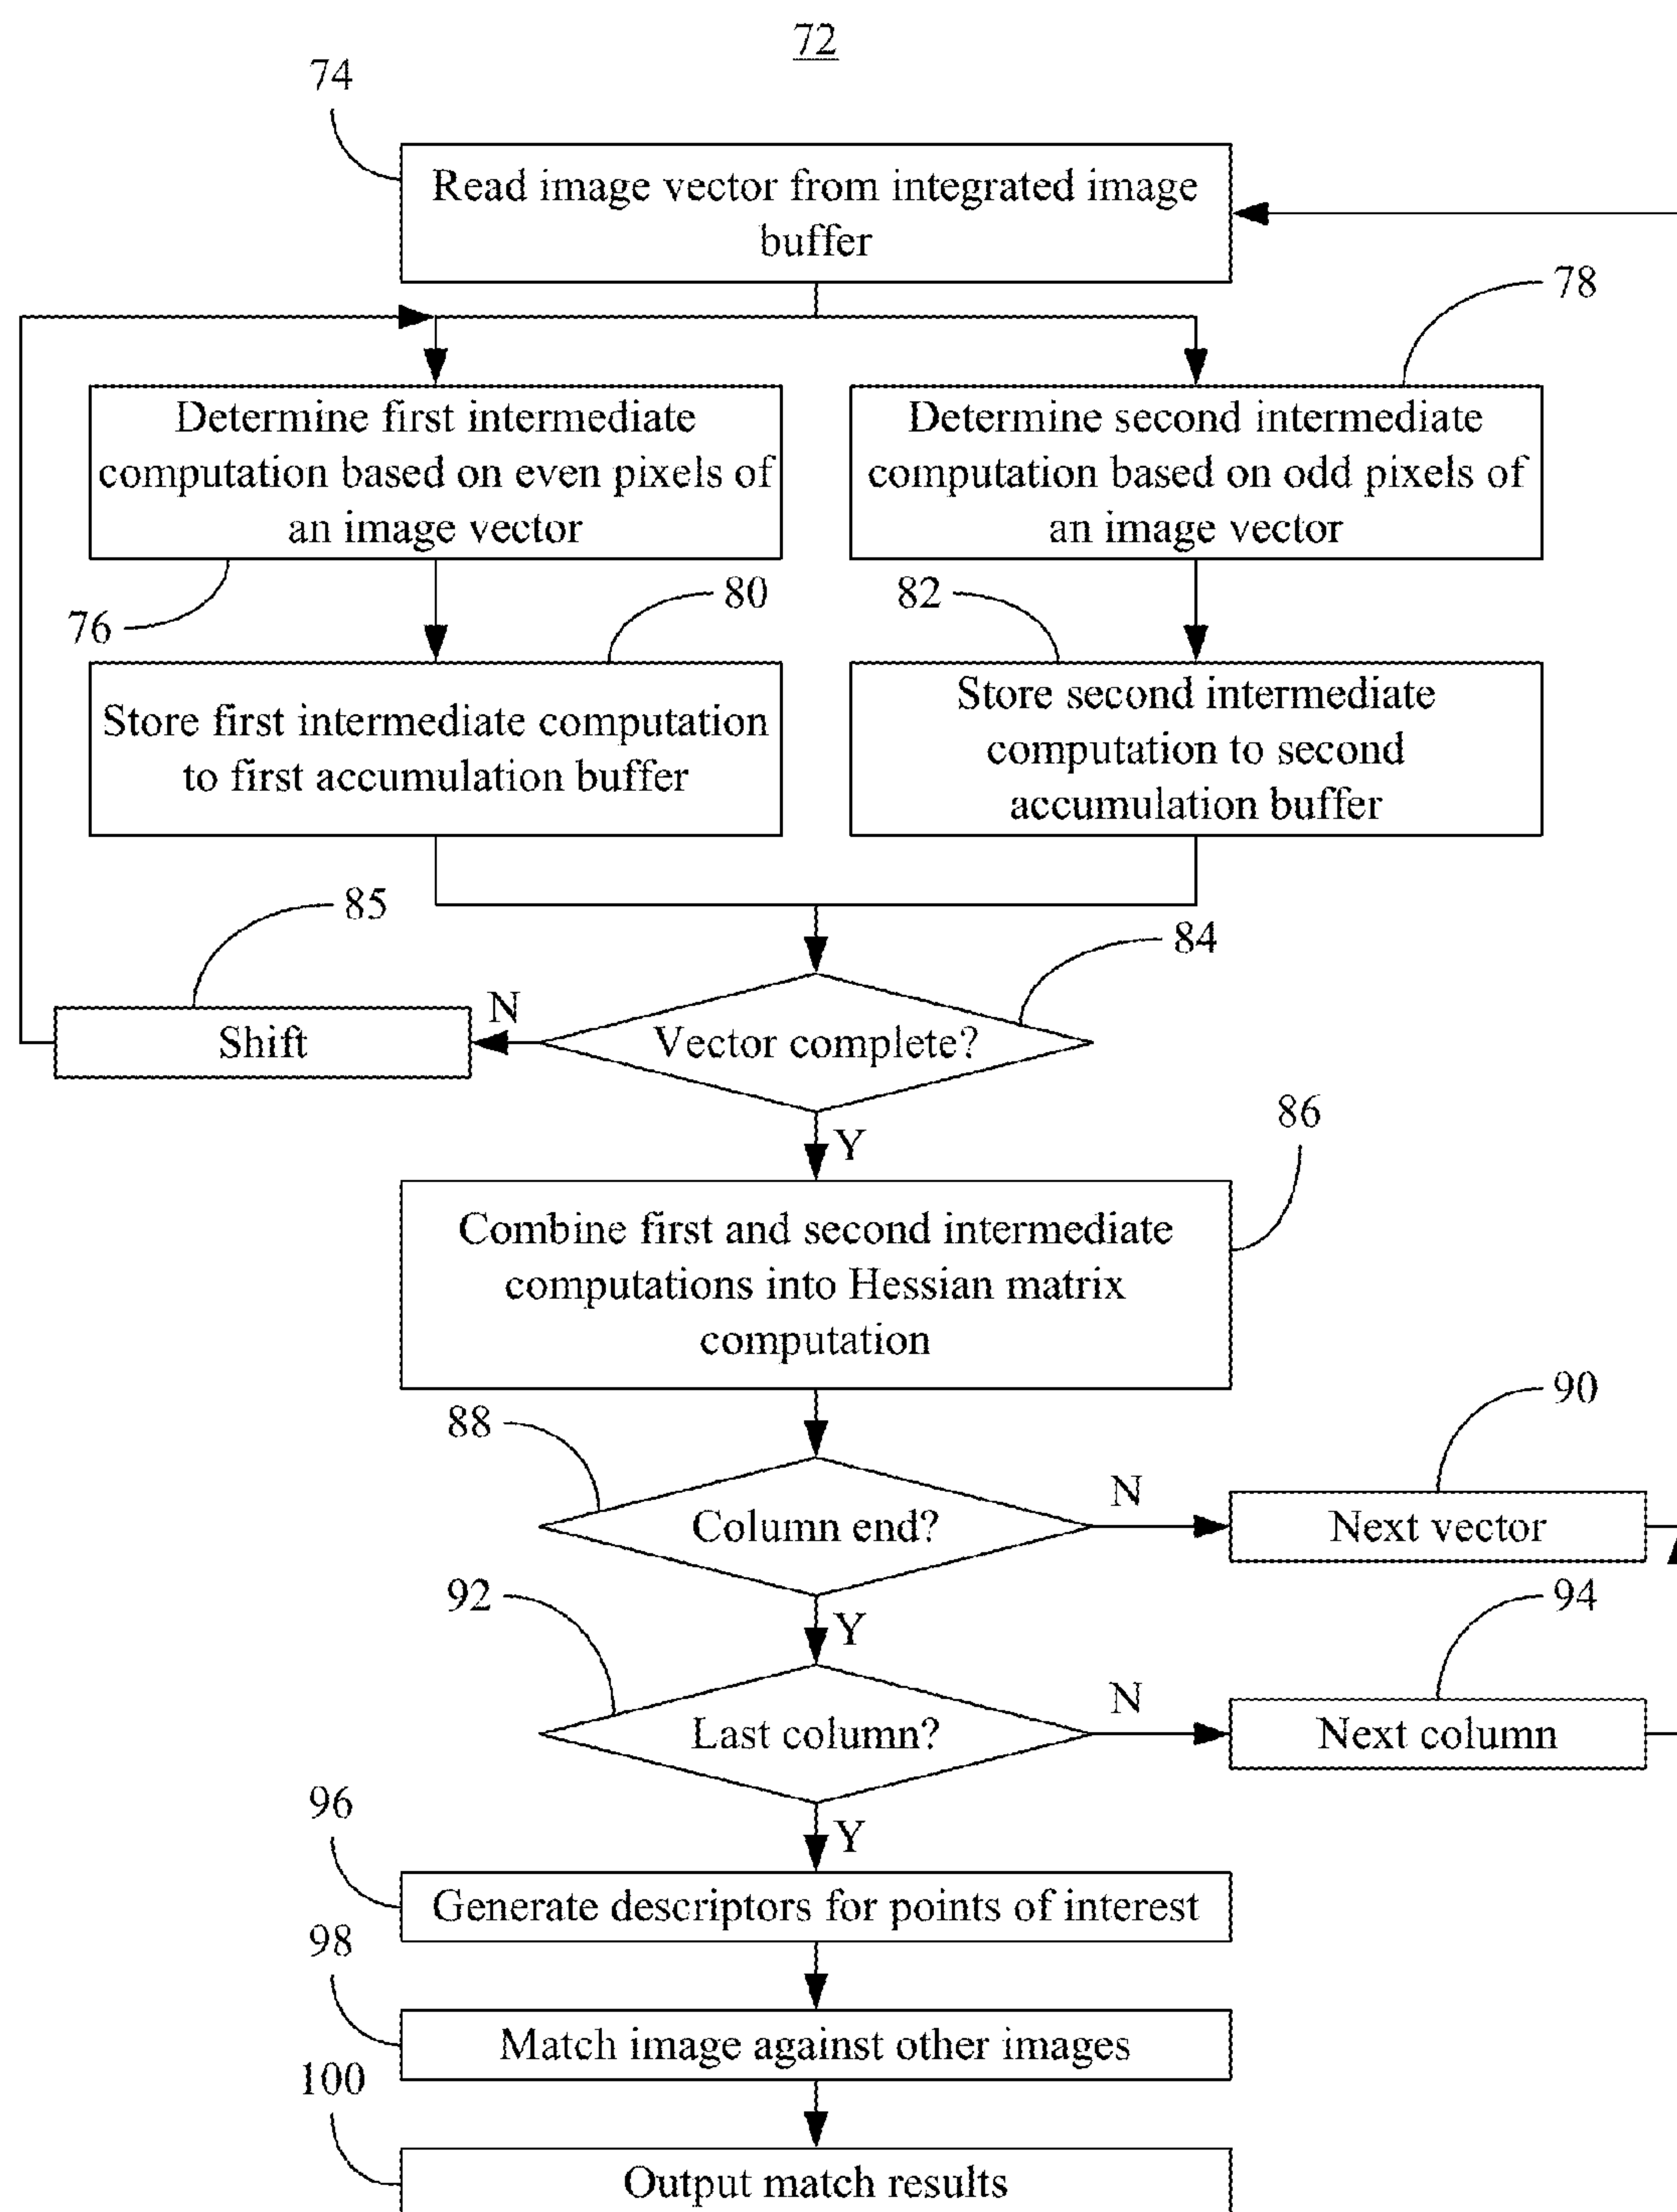 72
74
Read image vector from integrated image
buffer
78
Determine first intermediate
computation based on even pixels of
an image vector
Determine second intermediate
computation based on odd pixels of
an image vector
76
80
82
Store first intermediate computation
to first accumulation buffer
Store second intermediate
computation to second
accumulation buffer
85
84
N
Shift
Vector complete?
Y
86
Combine first and second intermediate
computations into Hessian matrix
computation
88
90
Column end?
N
Next vector
92
Y
94
Last column?
N
Next column
96
Y
Generate descriptors for points of interest
98
Match image against other images
100
Output match results